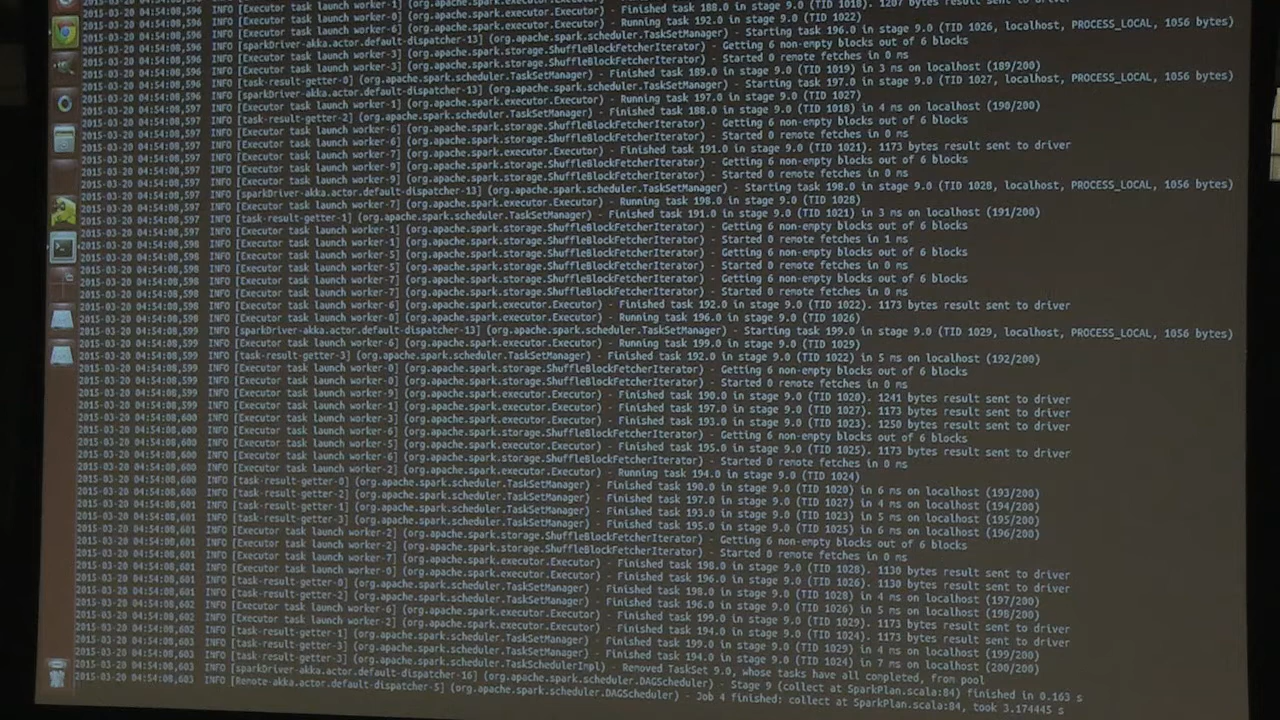 2015-03-20 04:54:08,596 INFO [Executor task launch worker-1] (org.apache.spark.executor.Executor) - Finished task 188.0 in stage 9.0 (TID 1018). 1207 bytes result sent to driver
2015-03-20 04:54:08,596 INFO [Executor task launch worker-6] (org.apache.spark.executor.Executor) - Running task 192.0 in stage 9.0 (TID 1022)
2015-03-20 04:54:08,596 INFO [sparkDriver-akka.actor.default-dispatcher-13] (org.apache.spark.scheduler.TaskSetManager) - Starting task 196.0 in stage 9.0 (TID 1026, localhost, PROCESS_LOCAL, 1056 bytes)
2015-03-20 04:54:08,596 INFO [Executor task launch worker-3] (org.apache.spark.storage.ShuffleBlockFetcherIterator) - Getting 6 non-empty blocks out of 6 blocks
2015-03-20 04:54:08,596 INFO [Executor task launch worker-3] (org.apache.spark.storage.ShuffleBlockFetcherIterator) - Started 0 remote fetches in 0 ms
2015-03-20 04:54:08,596 INFO [task-result-getter-0] (org.apache.spark.scheduler.TaskSetManager) - Finished task 189.0 in stage 9.0 (TID 1019) in 3 ms on localhost (189/200)
2015-03-20 04:54:08,596 INFO [sparkDriver-akka.actor.default-dispatcher-13] (org.apache.spark.scheduler.TaskSetManager) - Starting task 197.0 in stage 9.0 (TID 1027, localhost, PROCESS_LOCAL, 1056 bytes)
2015-03-20 04:54:08,596 INFO [Executor task launch worker-1] (org.apache.spark.executor.Executor) - Running task 197.0 in stage 9.0 (TID 1027)
2015-03-20 04:54:08,597 INFO [task-result-getter-2] (org.apache.spark.scheduler.TaskSetManager) - Finished task 188.0 in stage 9.0 (TID 1018) in 4 ms on localhost (190/200)
2015-03-20 04:54:08,597 INFO [Executor task launch worker-6] (org.apache.spark.storage.ShuffleBlockFetcherIterator) - Getting 6 non-empty blocks out of 6 blocks
2015-03-20 04:54:08,597 INFO [Executor task launch worker-6] (org.apache.spark.storage.ShuffleBlockFetcherIterator) - Started 0 remote fetches in 0 ms
2015-03-20 04:54:08,597 INFO [Executor task launch worker-7] (org.apache.spark.executor.Executor) - Finished task 191.0 in stage 9.0 (TID 1021). 1173 bytes result sent to driver
2015-03-20 04:54:08,597 INFO [Executor task launch worker-9] (org.apache.spark.storage.ShuffleBlockFetcherIterator) - Getting 6 non-empty blocks out of 6 blocks
2015-03-20 04:54:08,597 INFO [Executor task launch worker-9] (org.apache.spark.storage.ShuffleBlockFetcherIterator) - Started 0 remote fetches in 0 ms
2015-03-20 04:54:08,597 INFO [sparkDriver-akka.actor.default-dispatcher-13] (org.apache.spark.scheduler.TaskSetManager) - Starting task 198.0 in stage 9.0 (TID 1028, localhost, PROCESS_LOCAL, 1056 bytes)
2015-03-20 04:54:08,597 INFO [Executor task launch worker-7] (org.apache.spark.executor.Executor) - Running task 198.0 in stage 9.0 (TID 1028)
2015-03-20 04:54:08,597 INFO [task-result-getter-1] (org.apache.spark.scheduler.TaskSetManager) - Finished task 191.0 in stage 9.0 (TID 1021) in 3 ms on localhost (191/200)
2015-03-20 04:54:08,597 INFO [Executor task launch worker-1] (org.apache.spark.storage.ShuffleBlockFetcherIterator) - Getting 6 non-empty blocks out of 6 blocks
2015-03-20 04:54:08,597 INFO [Executor task launch worker-1] (org.apache.spark.storage.ShuffleBlockFetcherIterator) - Started 0 remote fetches in 1 ms
2015-03-20 04:54:08,598 INFO [Executor task launch worker-5] (org.apache.spark.storage.ShuffleBlockFetcherIterator) - Getting 6 non-empty blocks out of 6 blocks
2015-03-20 04:54:08,598 INFO [Executor task launch worker-5] (org.apache.spark.storage.ShuffleBlockFetcherIterator) - Started 0 remote fetches in 0 ms
2015-03-20 04:54:08,598 INFO [Executor task launch worker-7] (org.apache.spark.storage.ShuffleBlockFetcherIterator) - Getting 6 non-empty blocks out of 6 blocks
2015-03-20 04:54:08,598 INFO [Executor task launch worker-7] (org.apache.spark.storage.ShuffleBlockFetcherIterator) - Started 0 remote fetches in 0 ms
2015-03-20 04:54:08,598 INFO [Executor task launch worker-6] (org.apache.spark.executor.Executor) - Finished task 192.0 in stage 9.0 (TID 1022). 1173 bytes result sent to driver
2015-03-20 04:54:08,598 INFO [Executor task launch worker-0] (org.apache.spark.executor.Executor) - Running task 196.0 in stage 9.0 (TID 1026)
2015-03-20 04:54:08,599 INFO [sparkDriver-akka.actor.default-dispatcher-13] (org.apache.spark.scheduler.TaskSetManager) - Starting task 199.0 in stage 9.0 (TID 1029, localhost, PROCESS_LOCAL, 1056 bytes)
2015-03-20 04:54:08,599 INFO [Executor task launch worker-6] (org.apache.spark.executor.Executor) - Running task 199.0 in stage 9.0 (TID 1029)
2015-03-20 04:54:08,599 INFO [task-result-getter-3] (org.apache.spark.scheduler.TaskSetManager) - Finished task 192.0 in stage 9.0 (TID 1022) in 5 ms on localhost (192/200)
2015-03-20 04:54:08,599 INFO [Executor task launch worker-0] (org.apache.spark.storage.ShuffleBlockFetcherIterator) - Getting 6 non-empty blocks out of 6 blocks
2015-03-20 04:54:08,599 INFO [Executor task launch worker-0] (org.apache.spark.storage.ShuffleBlockFetcherIterator) - Started 0 remote fetches in 0 ms
2015-03-20 04:54:08,599 INFO [Executor task launch worker-9] (org.apache.spark.executor.Executor) - Finished task 190.0 in stage 9.0 (TID 1020). 1241 bytes result sent to driver
2015-03-20 04:54:08,599 INFO [Executor task launch worker-1] (org.apache.spark.executor.Executor) - Finished task 197.0 in stage 9.0 (TID 1027). 1173 bytes result sent to driver
2015-03-20 04:54:08,600 INFO [Executor task launch worker-3] (org.apache.spark.executor.Executor) - Finished task 193.0 in stage 9.0 (TID 1023). 1250 bytes result sent to driver
2015-03-20 04:54:08,600 INFO [Executor task launch worker-6] (org.apache.spark.storage.ShuffleBlockFetcherIterator) - Getting 6 non-empty blocks out of 6 blocks
2015-03-20 04:54:08,600 INFO [Executor task launch worker-5] (org.apache.spark.executor.Executor) - Finished task 195.0 in stage 9.0 (TID 1025). 1173 bytes result sent to driver
2015-03-20 04:54:08,600 INFO [Executor task launch worker-6] (org.apache.spark.storage.ShuffleBlockFetcherIterator) - Started 0 remote fetches in 0 ms
2015-03-20 04:54:08,600 INFO [Executor task launch worker-2] (org.apache.spark.executor.Executor) - Running task 194.0 in stage 9.0 (TID 1024)
2015-03-20 04:54:08,600 INFO [task-result-getter-0] (org.apache.spark.scheduler.TaskSetManager) - Finished task 190.0 in stage 9.0 (TID 1020) in 6 ms on localhost (193/200)
2015-03-20 04:54:08,600 INFO [task-result-getter-2] (org.apache.spark.scheduler.TaskSetManager) - Finished task 197.0 in stage 9.0 (TID 1027) in 4 ms on localhost (194/200)
2015-03-20 04:54:08,601 INFO [task-result-getter-1] (org.apache.spark.scheduler.TaskSetManager) - Finished task 193.0 in stage 9.0 (TID 1023) in 5 ms on localhost (195/200)
2015-03-20 04:54:08,601 INFO [task-result-getter-3] (org.apache.spark.scheduler.TaskSetManager) - Finished task 195.0 in stage 9.0 (TID 1025) in 6 ms on localhost (196/200)
2015-03-20 04:54:08,601 INFO [Executor task launch worker-2] (org.apache.spark.storage.ShuffleBlockFetcherIterator) - Getting 6 non-empty blocks out of 6 blocks
2015-03-20 04:54:08,601 INFO [Executor task launch worker-2] (org.apache.spark.storage.ShuffleBlockFetcherIterator) - Started 0 remote fetches in 0 ms
2015-03-20 04:54:08,601 INFO [Executor task launch worker-7] (org.apache.spark.executor.Executor) - Finished task 198.0 in stage 9.0 (TID 1028). 1130 bytes result sent to driver
2015-03-20 04:54:08,601 INFO [Executor task launch worker-0] (org.apache.spark.executor.Executor) - Finished task 196.0 in stage 9.0 (TID 1026). 1130 bytes result sent to driver
2015-03-20 04:54:08,601 INFO [task-result-getter-0] (org.apache.spark.scheduler.TaskSetManager) - Finished task 198.0 in stage 9.0 (TID 1028) in 4 ms on localhost (197/200)
2015-03-20 04:54:08,602 INFO [task-result-getter-2] (org.apache.spark.scheduler.TaskSetManager) - Finished task 196.0 in stage 9.0 (TID 1026) in 5 ms on localhost (198/200)
2015-03-20 04:54:08,602 INFO [Executor task launch worker-6] (org.apache.spark.executor.Executor) - Finished task 199.0 in stage 9.0 (TID 1029). 1173 bytes result sent to driver
2015-03-20 04:54:08,602 INFO [Executor task launch worker-2] (org.apache.spark.executor.Executor) - Finished task 194.0 in stage 9.0 (TID 1024). 1173 bytes result sent to driver
2015-03-20 04:54:08,602 INFO [task-result-getter-1] (org.apache.spark.scheduler.TaskSetManager) - Finished task 199.0 in stage 9.0 (TID 1029) in 4 ms on localhost (199/200)
2015-03-20 04:54:08,603 INFO [task-result-getter-3] (org.apache.spark.scheduler.TaskSetManager) - Finished task 194.0 in stage 9.0 (TID 1024) in 7 ms on localhost (200/200)
2015-03-20 04:54:08,603 INFO [task-result-getter-3] (org.apache.spark.scheduler.TaskSchedulerImpl) - Removed TaskSet 9.0, whose tasks have all completed, from pool
2015-03-20 04:54:08,603 INFO [sparkDriver-akka.actor.default-dispatcher-16] (org.apache.spark.scheduler.DAGScheduler) - Stage 9 (collect at SparkPlan.scala:84) finished in 0.163 s
2015-03-20 04:54:08,603 INFO [Remote-akka.actor.default-dispatcher-5] (org.apache.spark.scheduler.DAGScheduler) - Job 4 finished: collect at SparkPlan.scala:84, took 3.174445 s